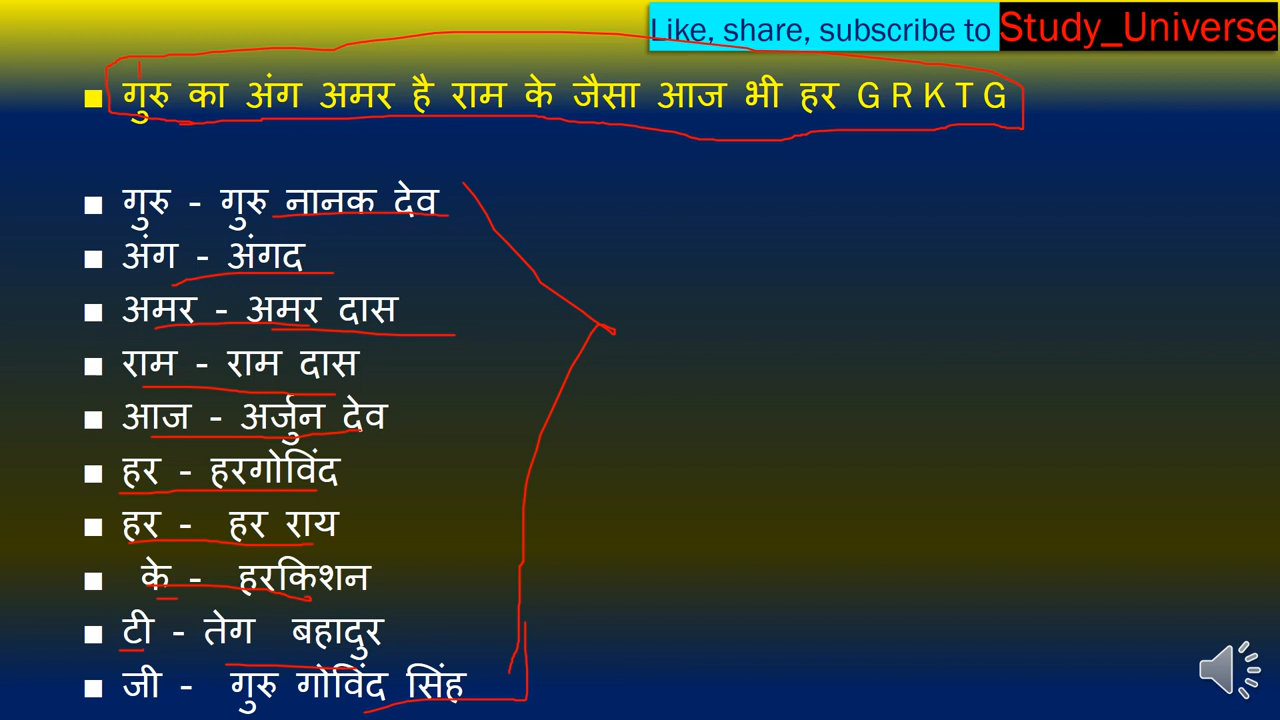 Like, share, subscribe to Study_Universe
गुरु का अंग अमर है राम के जैसा आज भी हर G R K T G
गुरु - गुरु नानक देव
अंग - अंगद
अमर - अमर दास
राम - राम दास
आज - अर्जुन देव
हर - हरगोविंद
हर - हर राय
के - हरकिशन
टी - तेग बहादुर
जी - गुरु गोविंद सिंह